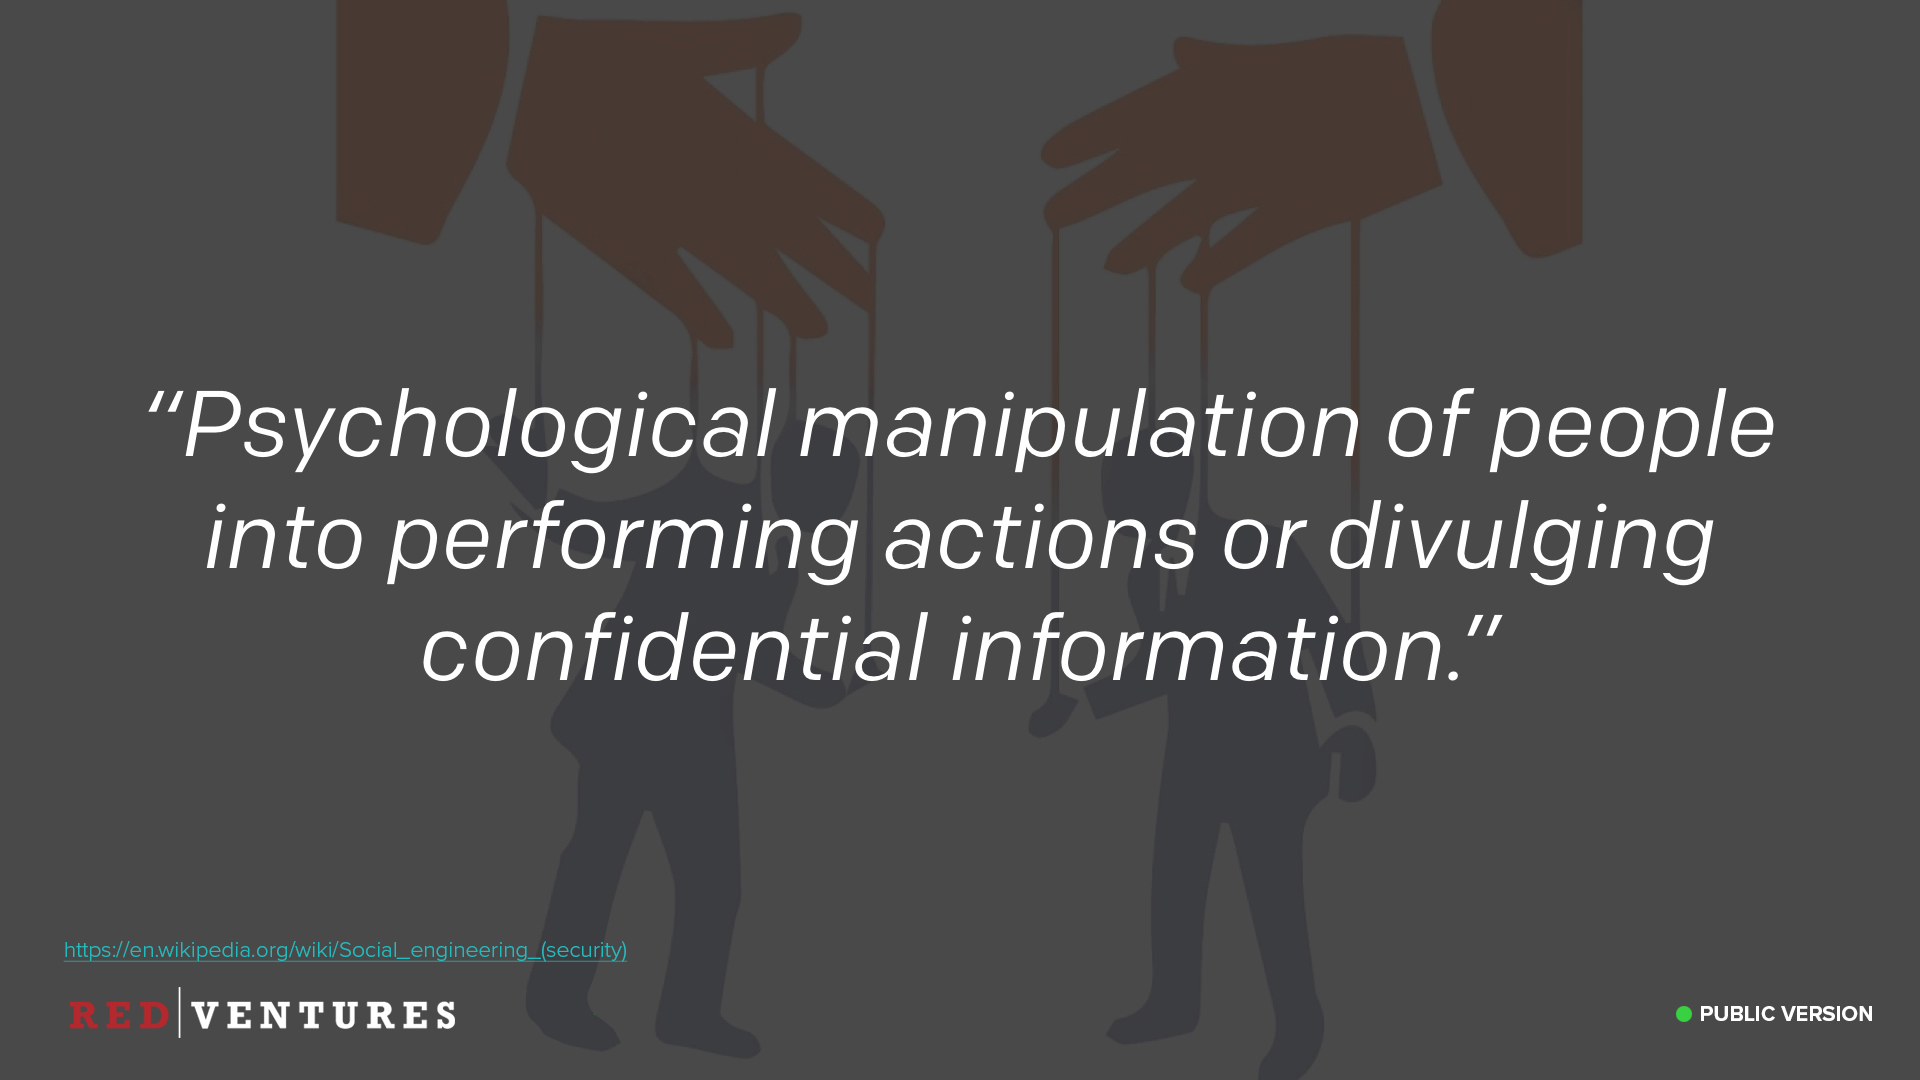 “Psychological manipulation of people
into performing actions or divulging
confidential information.”
https://en.wikipedia.org/wiki/Social_engineering_(security)
RED VENTURES
PUBLIC VERSION